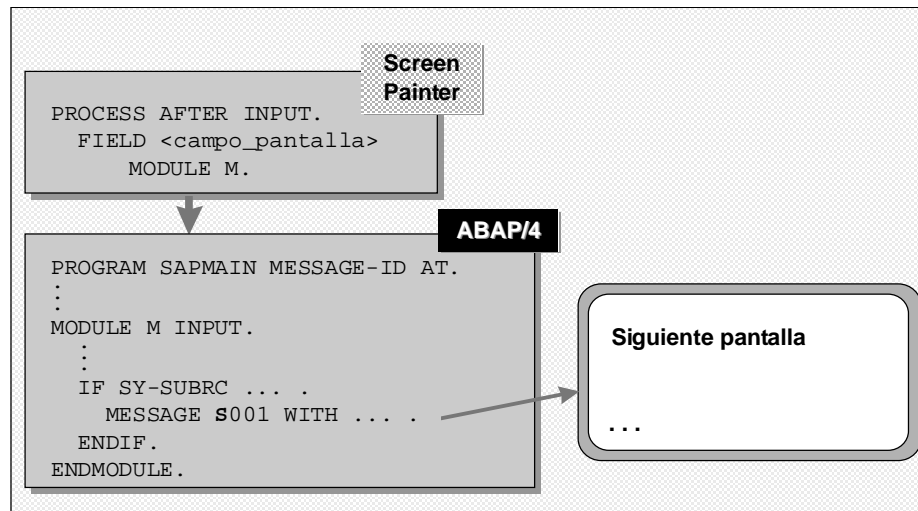 Screen
Painter
PROCESS AFTER INPUT.
FIELD <campo_pantalla>
MODULE M.
ABAP/4
PROGRAM SAPMAIN MESSAGE-ID AT.
:
:
MODULE M INPUT.
:
:
IF SY-SUBRC ... .
MESSAGE S001 WITH ... .
ENDIF.
ENDMODULE.
Siguiente pantalla
...